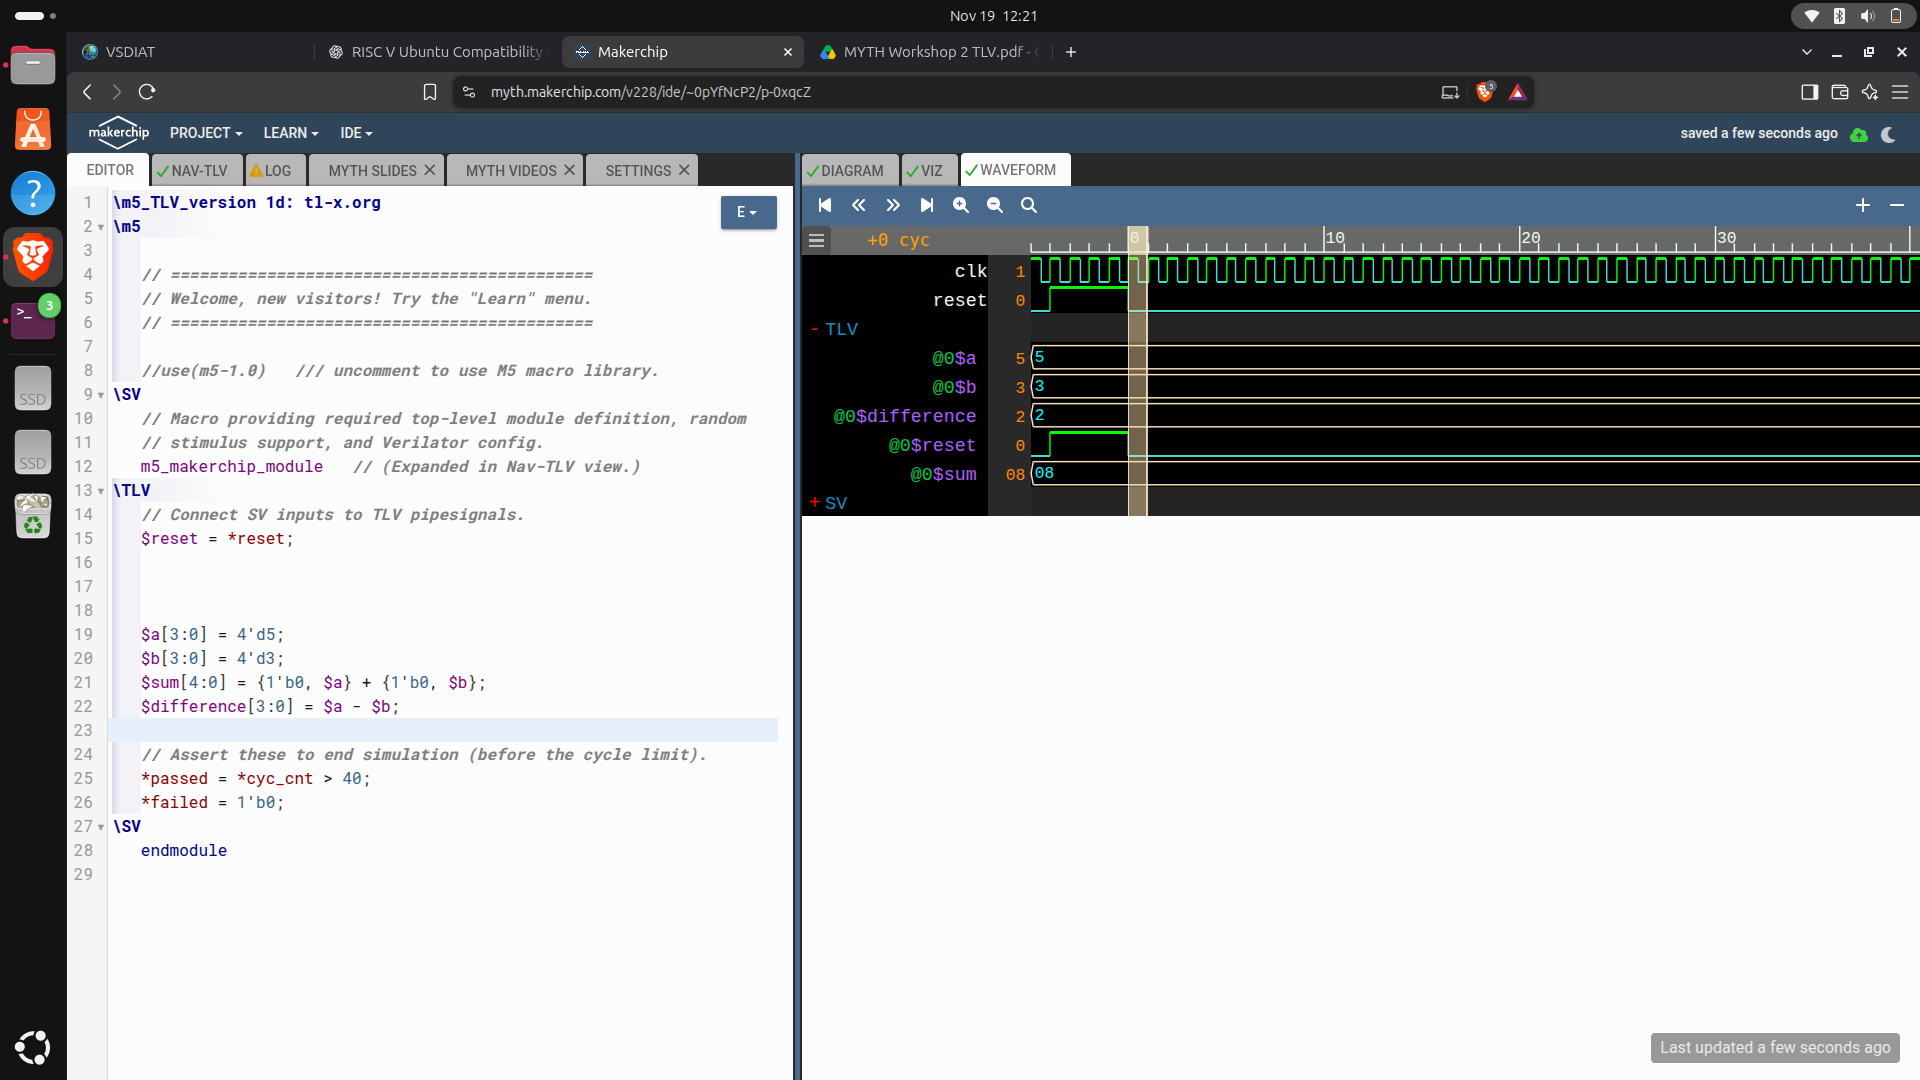 Nov 19 12:21
VSDIAT
RISC V Ubuntu Compatibility
Makerchip
MYTH Workshop 2 TLV.pdf -
myth.makerchip.com/v228/ide/~0pYfNcP2/p-0xqcZ
5
makerchip PROJECT LEARN IDE
saved a few seconds ago
EDITOR NAV-TLV LOG MYTH SLIDES MYTH VIDEOS SETTINGS
DIAGRAM VIZ WAVEFORM
E
3
SSD
SSD
1 \m5_TLV_version 1d: tl-x.org
2 \m5
3
4 // ============================================
5 // Welcome, new visitors! Try the "Learn" menu.
6 // ============================================
7
8 //use(m5-1.0) /// uncomment to use M5 macro library.
9 \SV
10 // Macro providing required top-level module definition, random
11 // stimulus support, and Verilator config.
12 m5_makerchip_module // (Expanded in Nav-TLV view.)
13 \TLV
14 // Connect SV inputs to TLV pipesignals.
15 $reset = *reset;
16
17
18
19 $a[3:0] = 4'd5;
20 $b[3:0] = 4'd3;
21 $sum[4:0] = {1'b0, $a} + {1'b0, $b};
22 $difference[3:0] = $a - $b;
23
24 // Assert these to end simulation (before the cycle limit).
25 *passed = *cyc_cnt > 40;
26 *failed = 1'b0;
27 \SV
28 endmodule
29
+0 cyc 0 10 20 30
clk 1
reset 0
- TLV
@0$a 5 5
@0$b 3 3
@0$difference 2 2
@0$reset 0
@0$sum 08 08
+ SV
Last updated a few seconds ago